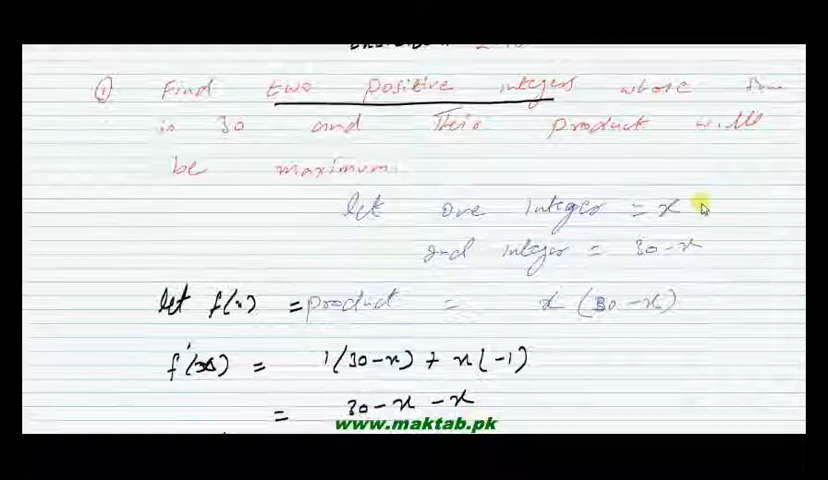 ① Find two positive integers whose sum
is 30 and Their product will
be maximum.
let one integer = x
2nd integer = 30-x
let f(x) = product = x (30-x)
f'(x) = 1(30-x) + x(-1)
= 30-x-x
www.maktab.pk